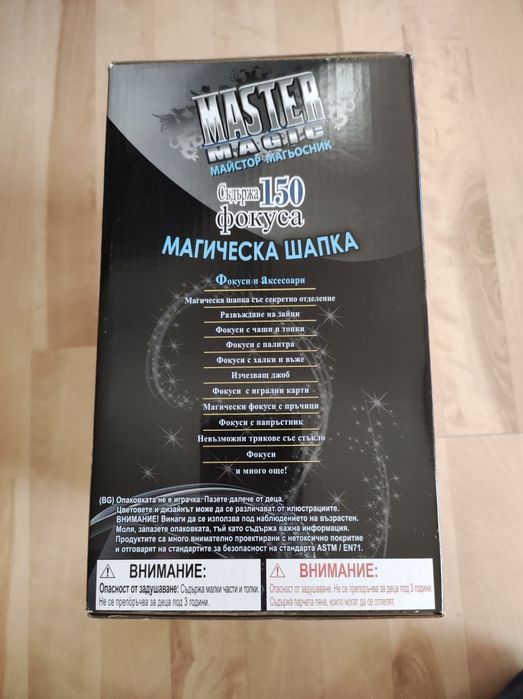 MASTER
MAGIC
МАЙСТОР МАГЬОСНИК
Съдържа 150
фокуса
МАГИЧЕСКА ШАПКА
Фокуси и аксесоари
Магическа шапка със секретно отделение
Развъждане на зайци
Фокуси с чаши и топки
Фокуси с палитра
Фокуси с халки и въже
Изчезващ джоб
Фокуси с игрални карти
Магически фокуси с пръчици
Фокуси с напръстник
Невъзможни трикове със стъкло
Фокуси
и много още!
(BG) Опаковката не е играчка. Пазете далече от деца.
Цветовете и дизайнът може да се различават от илюстрациите.
ВНИМАНИЕ! Винаги да се използва под наблюдението на възрастен.
Моля, запазете опаковката, тъй като съдържа важна информация.
Продуктите са много внимателно проектирани с нетоксично покритие
и отговарят на стандартите за безопасност на стандарта ASTM / EN71.
ВНИМАНИЕ:
Опасност от задушаване: Съдържа малки части и топки.
Не се препоръчва за деца под 3 години.
ВНИМАНИЕ:
Опасност от задушаване. Не се препоръчва за деца под 3 години.
Съдържа парчета пяна, които могат да се отлепят.